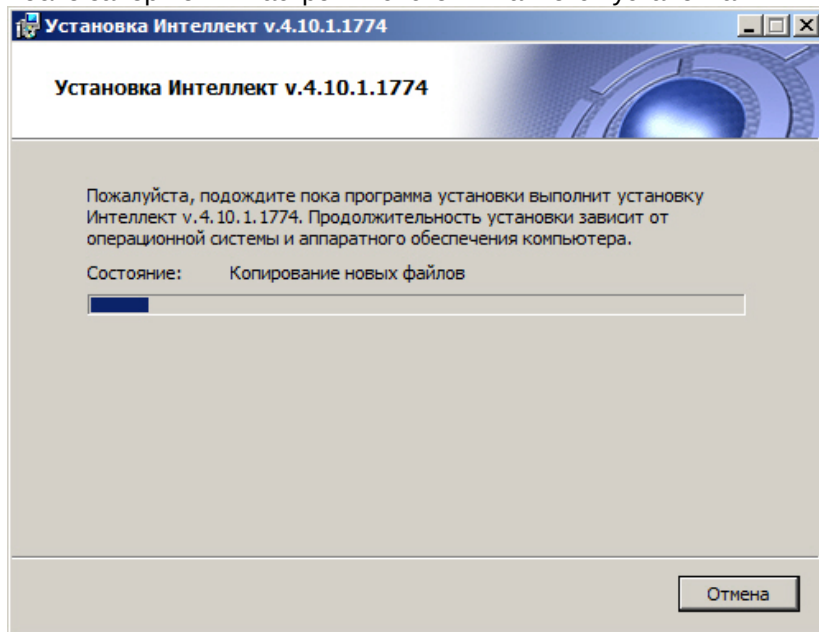 Установка Интеллект v.4.10.1.1774
Установка Интеллект v.4.10.1.1774
Пожалуйста, подождите пока программа установки выполнит установку
Интеллект v.4.10.1.1774. Продолжительность установки зависит от
операционной системы и аппаратного обеспечения компьютера.
Состояние: Копирование новых файлов
Отмена